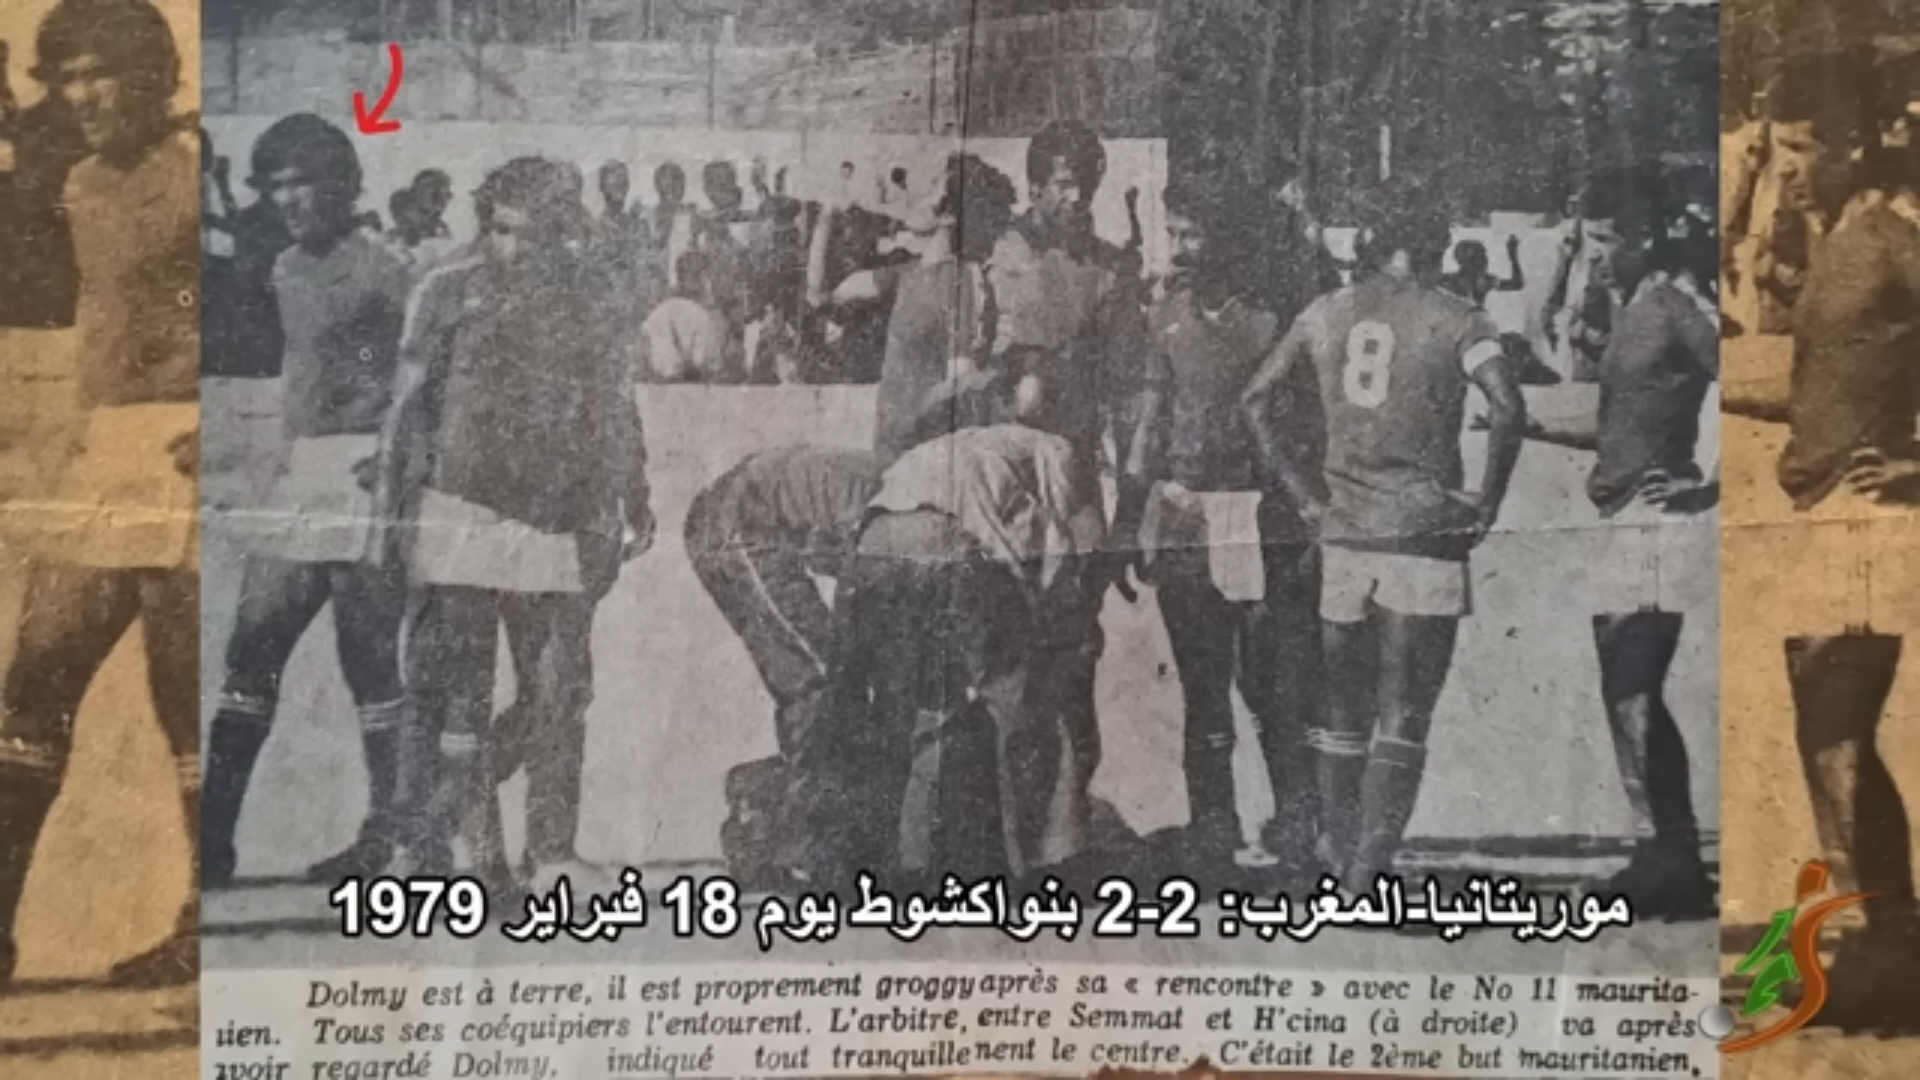 8
موريتانيا-المغرب: 2-2 بنواكشوط يوم 18 فبراير 1979
Dolmy est à terre, il est proprement groggy après sa « rencontre » avec le No 11 maurita-
nien. Tous ses coéquipiers l'entourent. L'arbitre, entre Semmat et H'cina (à droite) va après
avoir regardé Dolmy, indiqué tout tranquillement le centre. C'était le 2ème but mauritanien.